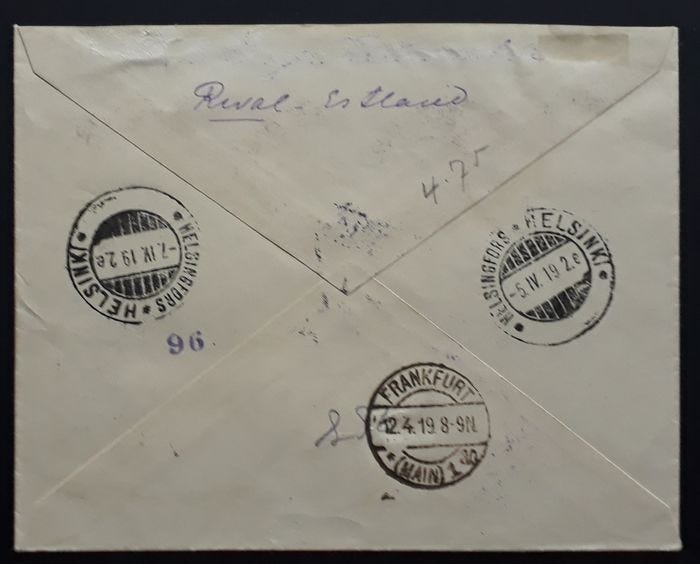 Reval - Estland
4.75
HELSINKI * HELSINGFORS *
-7.IV.19 2.e
HELSINGFORS * HELSINKI *
-5.IV.19 2.e
96.
FRANKFURT
12.4.19 8-9N.
* (MAIN) 1